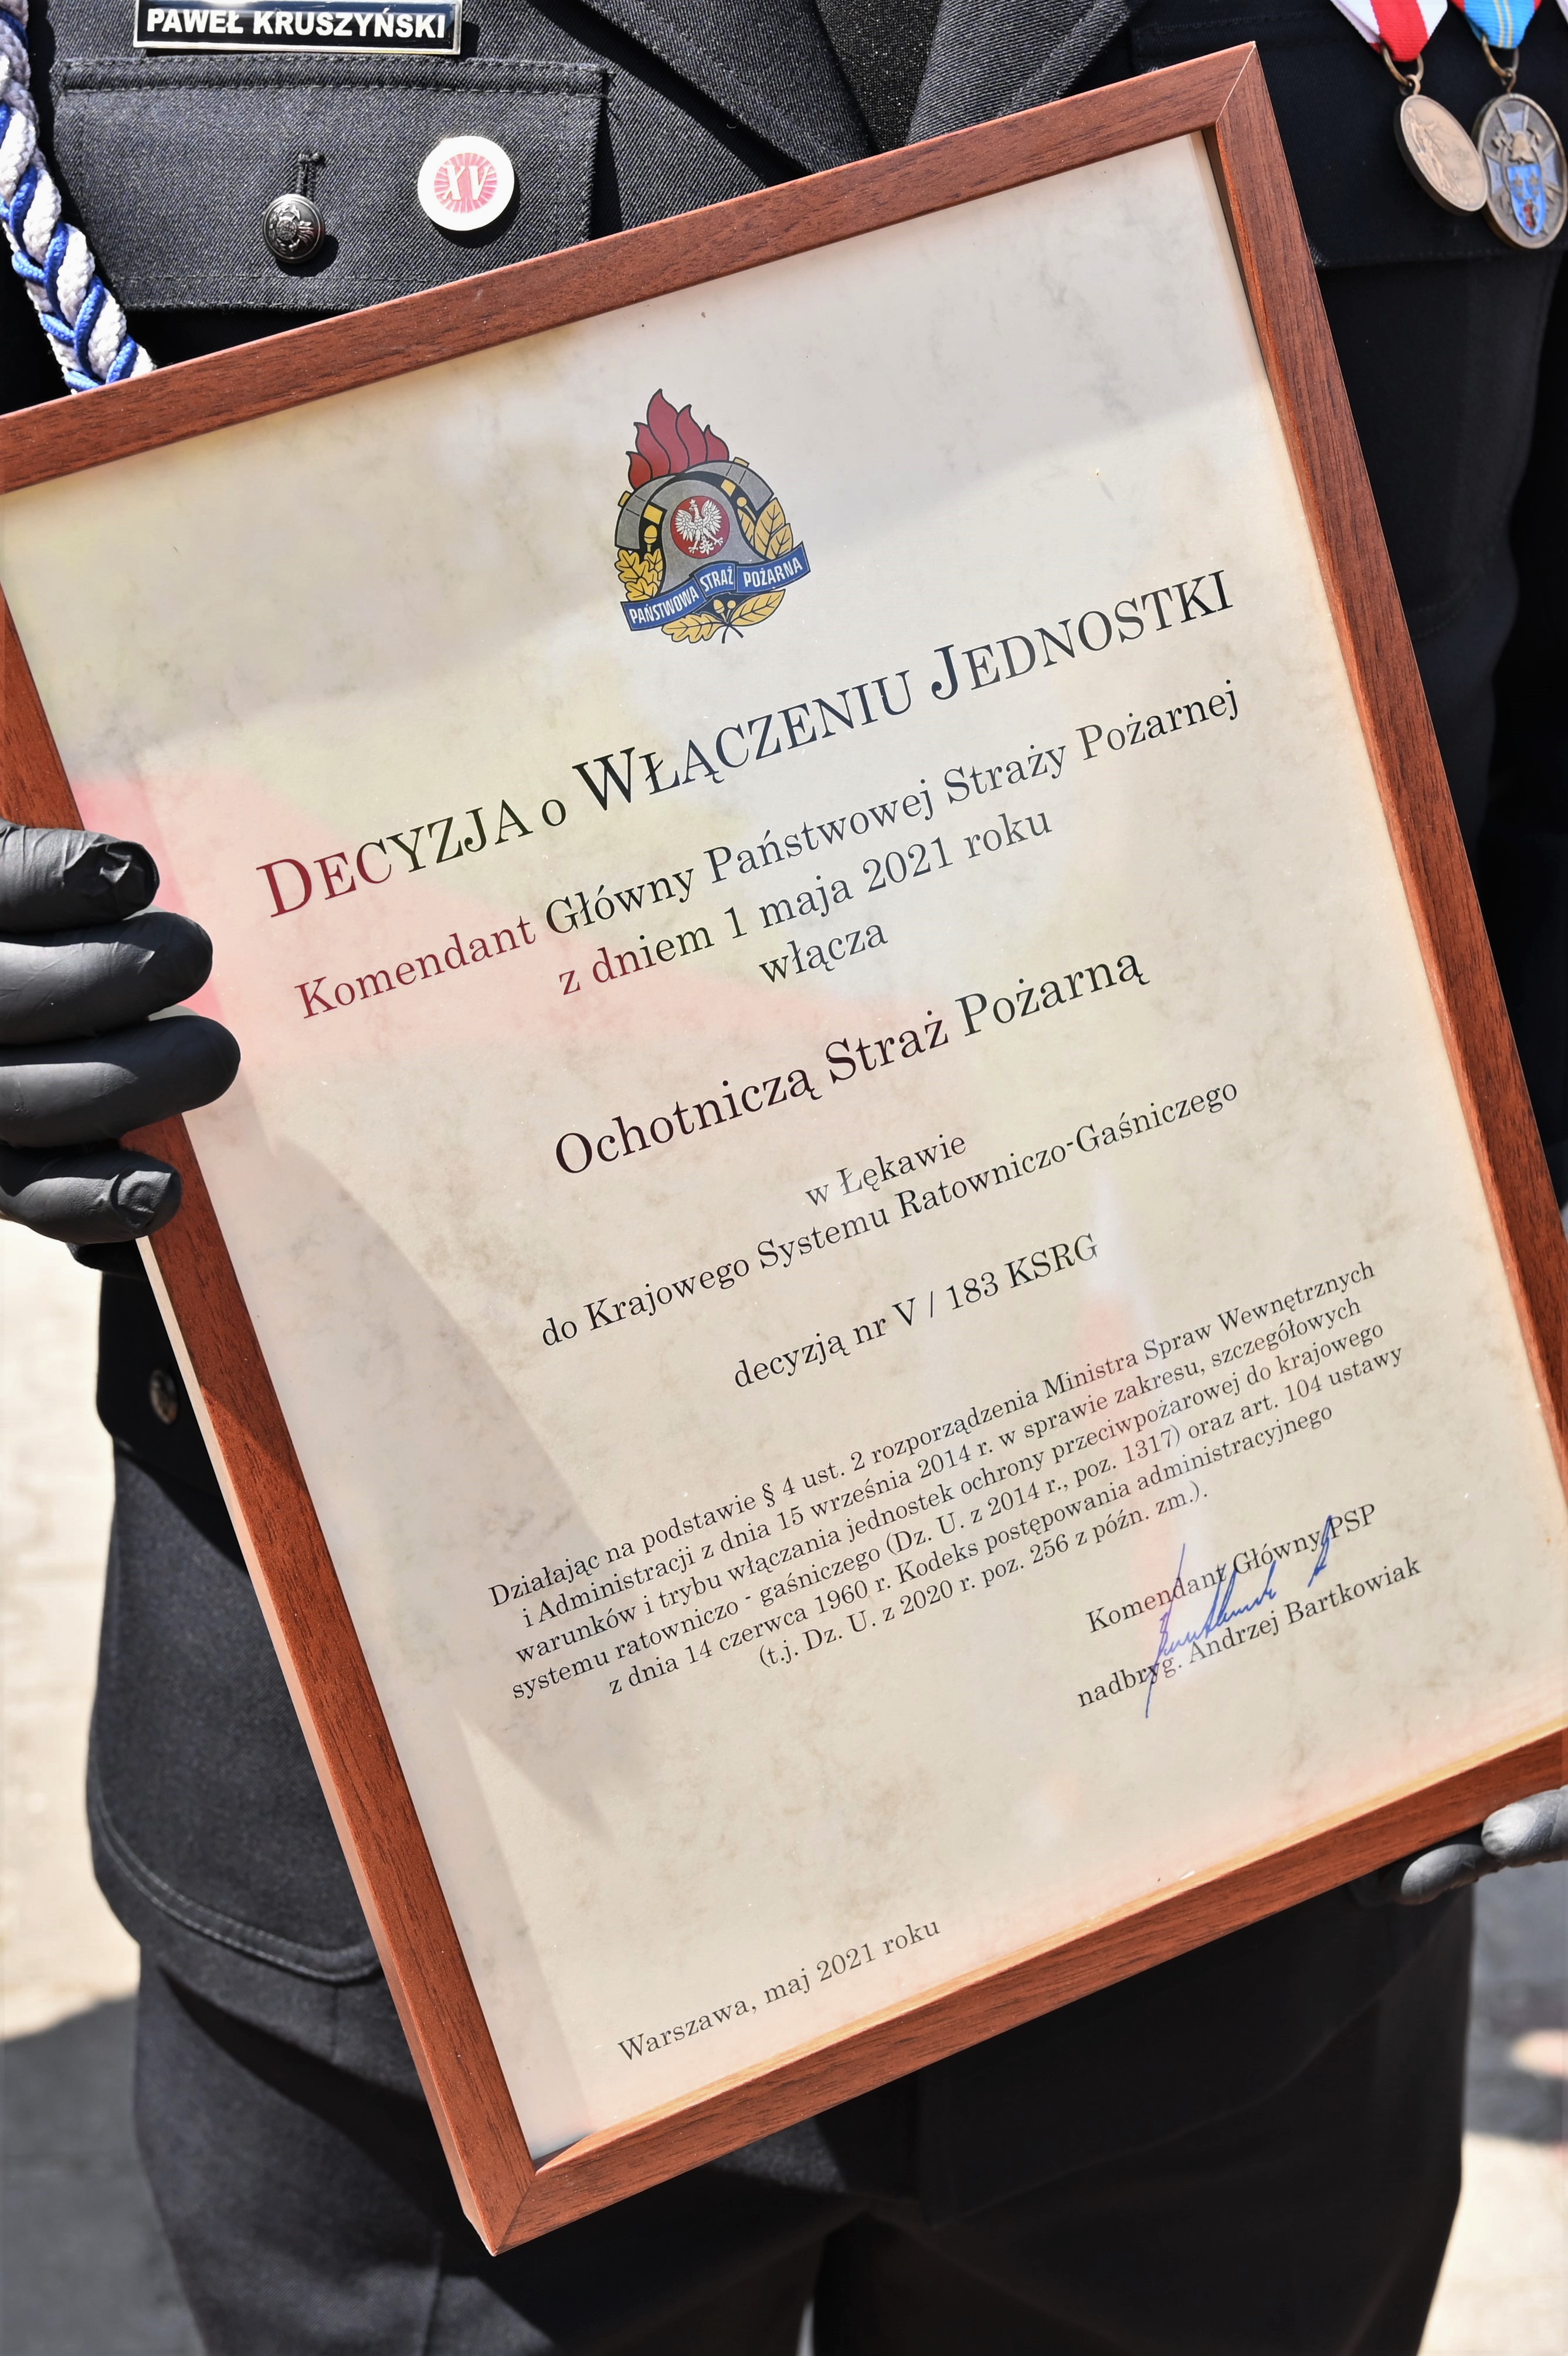 PAWEŁ KRUSZYŃSKI
XV
PAŃSTWOWA STRAŻ POŻARNA
DECYZJA O WŁĄCZENIU JEDNOSTKI
Komendant Główny Państwowej Straży Pożarnej
z dniem 1 maja 2021 roku
włącza
Ochotniczą Straż Pożarną
w Łękawie
do Krajowego Systemu Ratowniczo-Gaśniczego
decyzją nr V / 183 KSRG
Działając na podstawie § 4 ust. 2 rozporządzenia Ministra Spraw Wewnętrznych
i Administracji z dnia 15 września 2014 r. w sprawie zakresu, szczegółowych
warunków i trybu włączania jednostek ochrony przeciwpożarowej do krajowego
systemu ratowniczo - gaśniczego (Dz. U. z 2014 r., poz. 1317) oraz art. 104 ustawy
z dnia 14 czerwca 1960 r. Kodeks postępowania administracyjnego
(t.j. Dz. U. z 2020 r. poz. 256 z późn. zm.).
Komendant Główny PSP
nadbryg. Andrzej Bartkowiak
Warszawa, maj 2021 roku